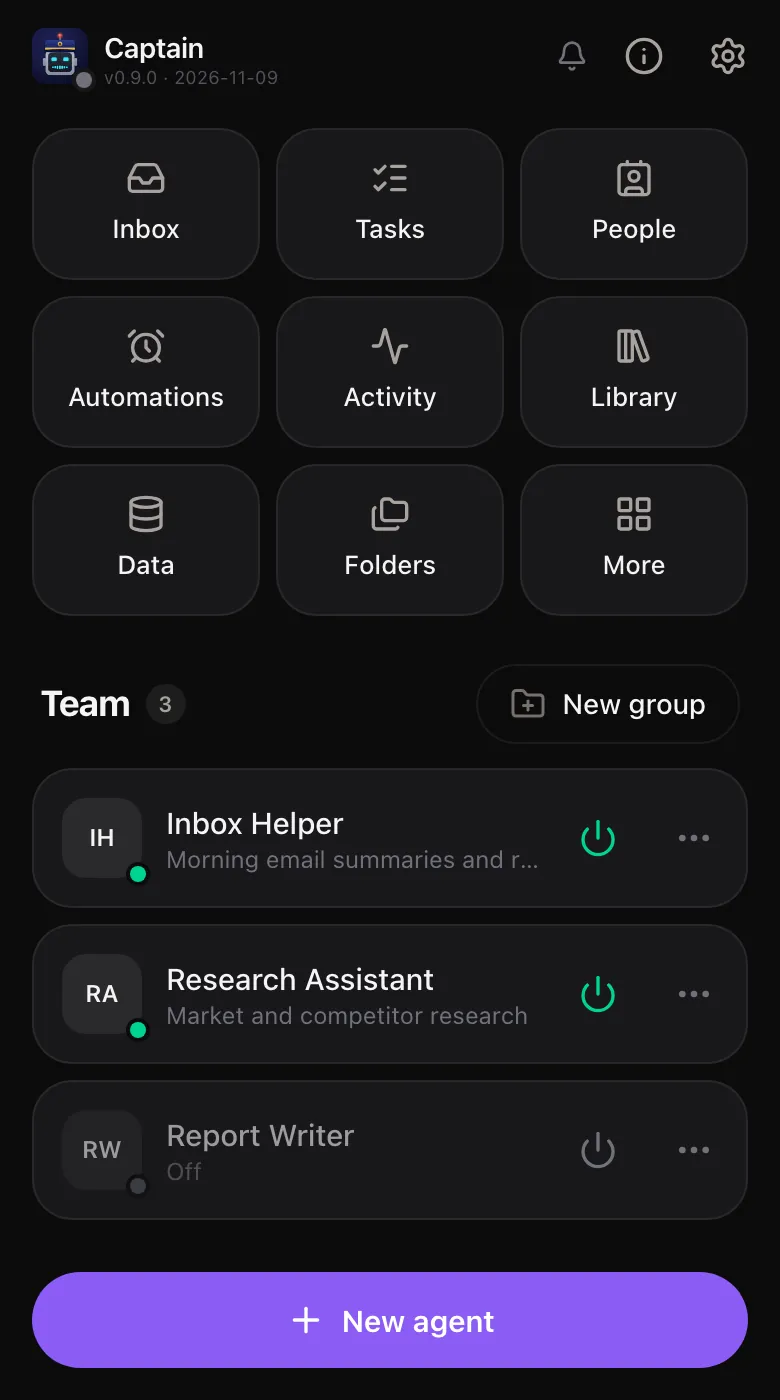 Captain
v0.9.0 · 2026-11-09
Inbox
Tasks
People
Automations
Activity
Library
Data
Folders
More
Team 3
New group
IH
Inbox Helper
Morning email summaries and r...
RA
Research Assistant
Market and competitor research
RW
Report Writer
Off
New agent